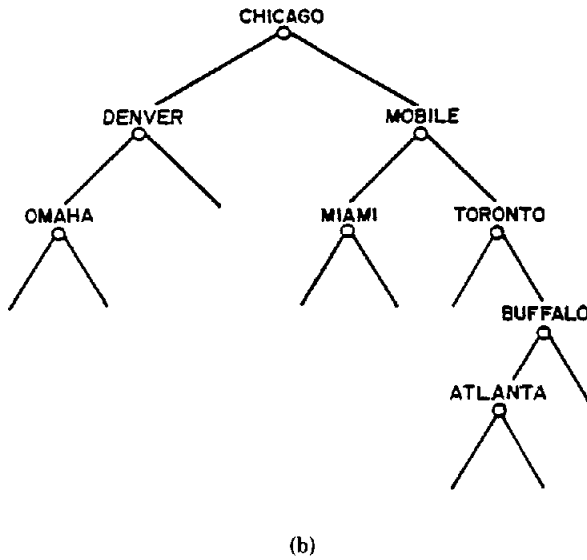 CHICAGO
DENVER
MOBILE
OMAHA
MIAMI
TORONTO
BUFFALO
ATLANTA
(b)